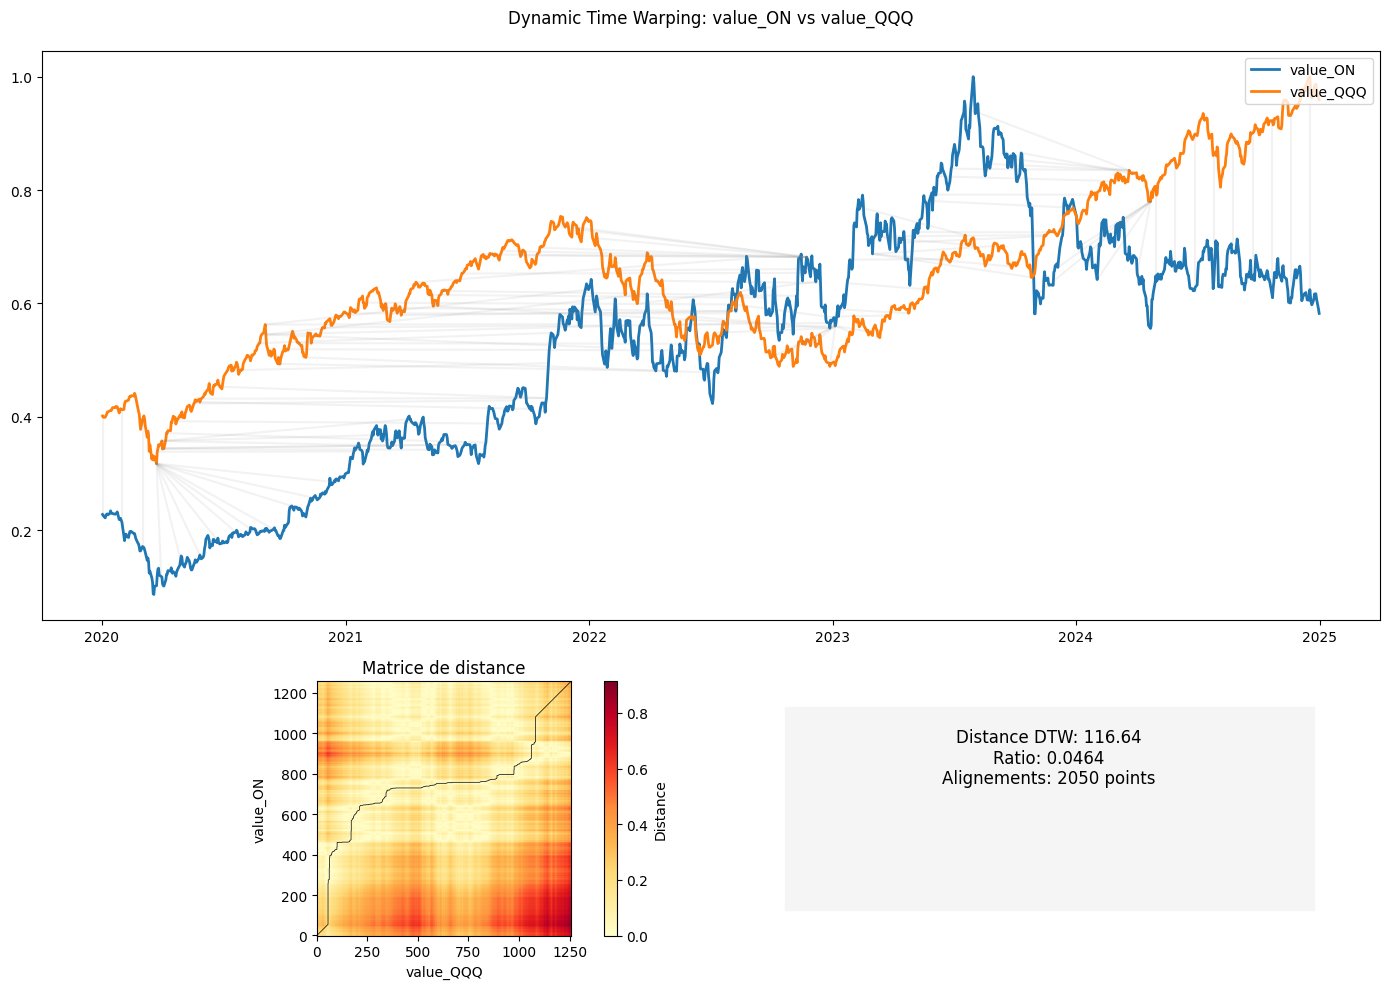 Dynamic Time Warping: value_ON vs value_QQQ
value_ON
value_QQQ
1.0
0.8
0.6
0.4
0.2
2020 2021 2022 2023 2024 2025
Matrice de distance
value_ON
1200
1000
800
600
400
200
0
0 250 500 750 1000 1250
value_QQQ
0.8
0.6
0.4
0.2
0.0
Distance
Distance DTW: 116.64
Ratio: 0.0464
Alignements: 2050 points